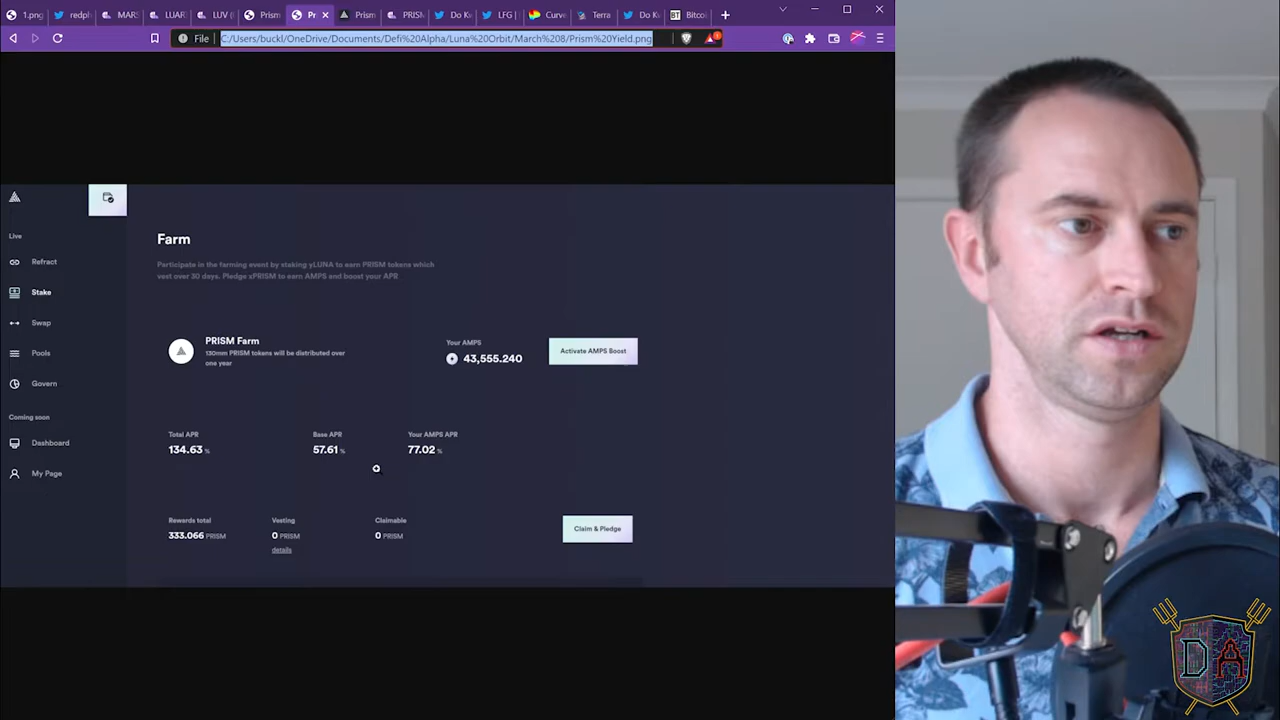 1.png
redpl
MARS
LUAR
LUV (
Prism
Pr
Prism
PRISM
Do Kw
LFG |
Curve
Terra
Do Kw
Bitcoi
File C:/Users/buckl/OneDrive/Documents/Defi%20Alpha/Luna%20Orbit/March%208/Prism%20Yield.png
Live
Refract
Stake
Swap
Pools
Govern
Coming soon
Dashboard
My Page
Farm
Participate in the farming event by staking yLUNA to earn PRISM tokens which
vest over 30 days. Pledge xPRISM to earn AMPS and boost your APR
PRISM Farm
130mm PRISM tokens will be distributed over
one year
Your AMPS
43,555.240
Activate AMPS Boost
Total APR
134.63 %
Base APR
57.61 %
Your AMPS APR
77.02 %
Rewards total
333.066 PRISM
Vesting
0 PRISM
details
Claimable
0 PRISM
Claim & Pledge
DA